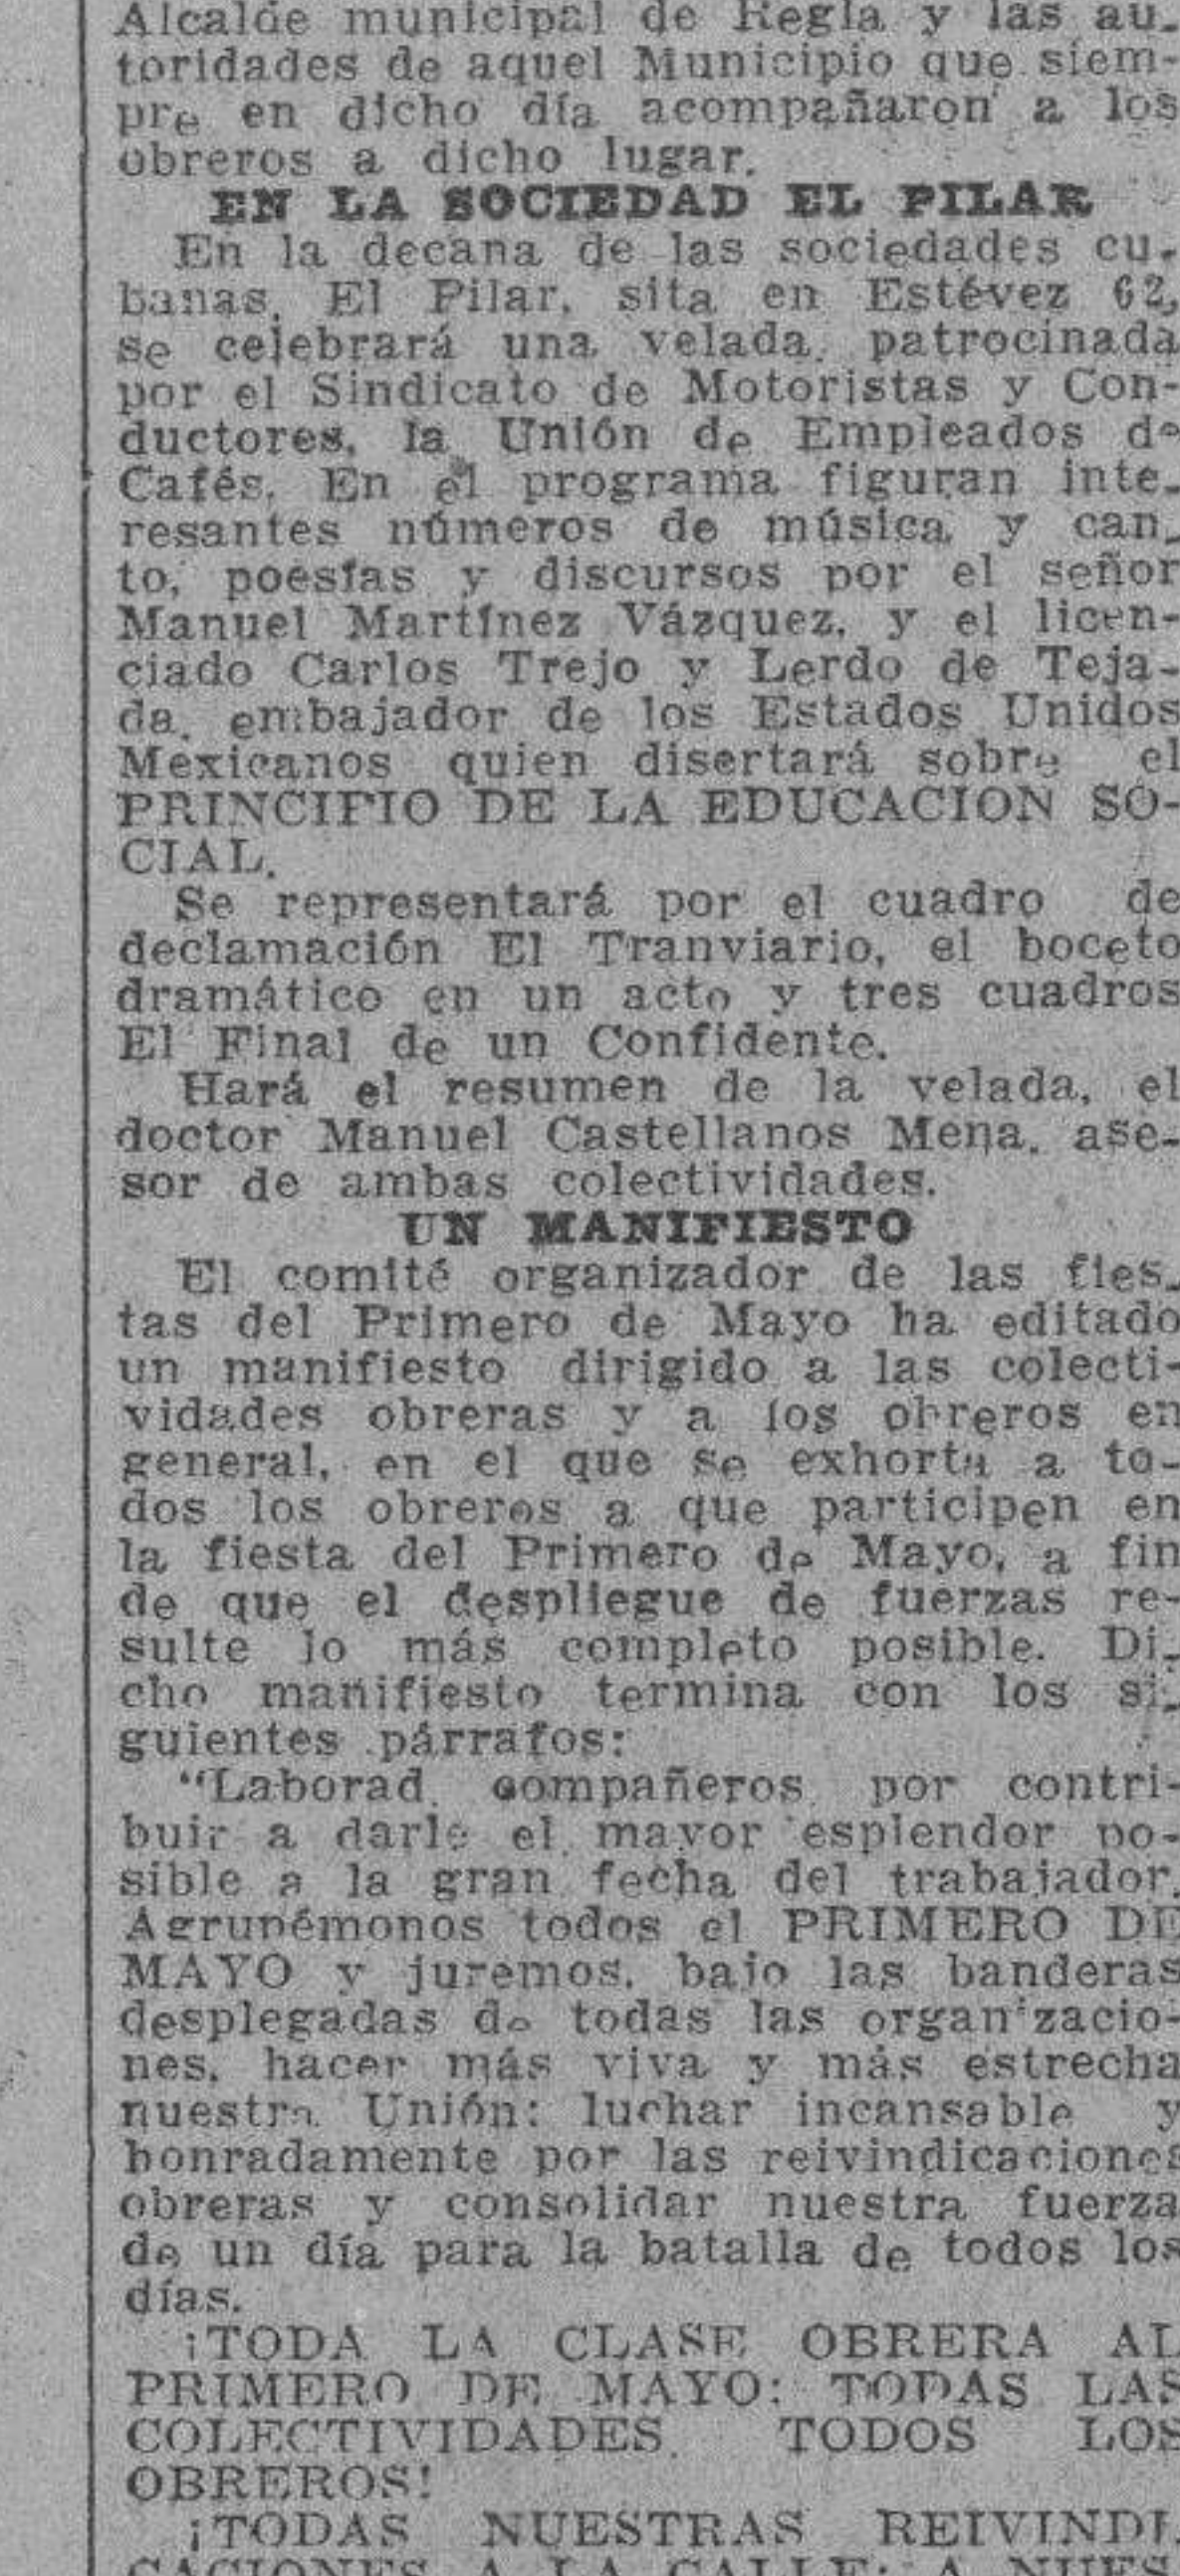 Alcalde municipal de Regla y las au-
toridades de aquel Municipio que siem-
pre en dicho día acompañaron a los
obreros a dicho lugar.
EN LA SOCIEDAD EL PILAR
En la decana de las sociedades cu-
banas, El Pilar, sita en Estévez 62,
se celebrará una velada, patrocinada
por el Sindicato de Motoristas y Con-
ductores, la Unión de Empleados de
Cafés. En el programa figuran inte-
resantes números de música y can-
to, poesías y discursos por el señor
Manuel Martínez Vázquez, y el licen-
ciado Carlos Trejo y Lerdo de Teja-
da, embajador de los Estados Unidos
Mexicanos quien disertará sobre el
PRINCIPIO DE LA EDUCACION SO-
CIAL.
Se representará por el cuadro de
declamación El Tranviario, el boceto
dramático en un acto y tres cuadros
El Final de un Confidente.
Hará el resumen de la velada, el
doctor Manuel Castellanos Mena, ase-
sor de ambas colectividades.
UN MANIFIESTO
El comité organizador de las fies-
tas del Primero de Mayo ha editado
un manifiesto dirigido a las colecti-
vidades obreras y a los obreros en
general, en el que se exhorta a to-
dos los obreros a que participen en
la fiesta del Primero de Mayo, a fin
de que el despliegue de fuerzas re-
sulte lo más completo posible. Di-
cho manifiesto termina con los si-
guientes párrafos:
"Laborad, compañeros, por contri-
buir a darle el mayor esplendor po-
sible a la gran fecha del trabajador.
Agrupémonos todos el PRIMERO DE
MAYO y juremos, bajo las banderas
desplegadas de todas las organizacio-
nes, hacer más viva y más estrecha
nuestra Unión: luchar incansable y
honradamente por las reivindicaciones
obreras y consolidar nuestra fuerza
de un día para la batalla de todos los
días.
¡TODA LA CLASE OBRERA AL
PRIMERO DE MAYO: TODAS LAS
COLECTIVIDADES, TODOS LOS
OBREROS!
¡TODAS NUESTRAS REIVINDI-
CACIONES A LA CALLE: A NUES-